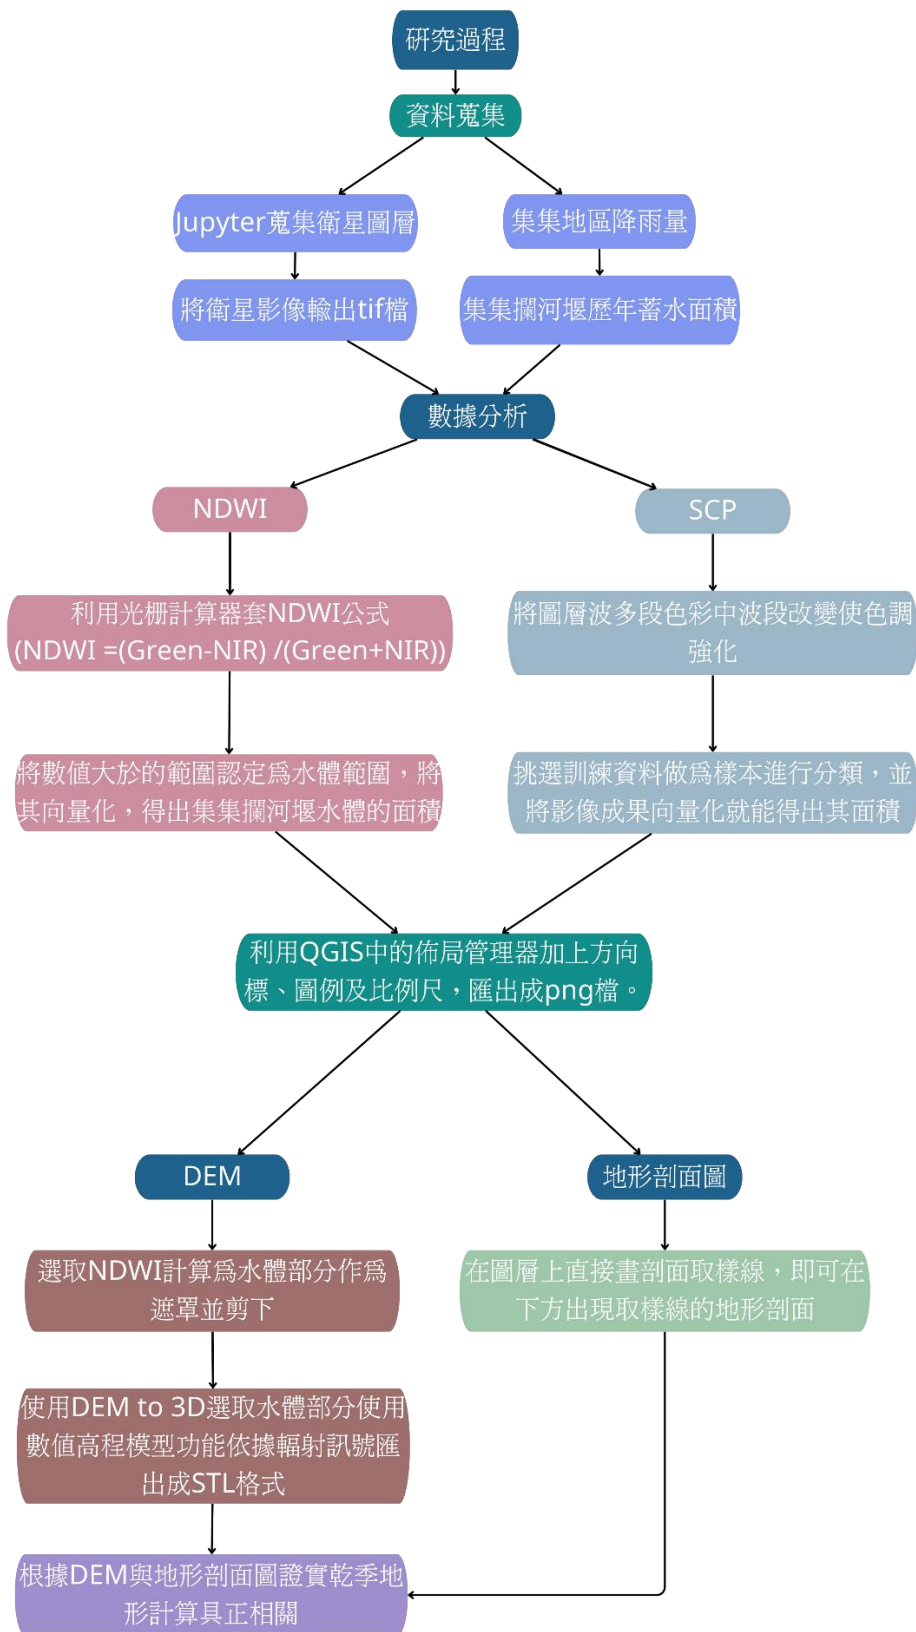 研究過程
資料蒐集
Jupyter蒐集衛星圖層
集集地區降雨量
將衛星影像輸出tif檔
集集攔河堰歷年蓄水面積
數據分析
NDWI
SCP
利用光柵計算器套NDWI公式
(NDWI =(Green-NIR) /(Green+NIR))
將圖層波多段色彩中波段改變使色調
強化
將數值大於的範圍認定爲水體範圍，將
其向量化，得出集集攔河堰水體的面積
挑選訓練資料做爲樣本進行分類，並
將影像成果向量化就能得出其面積
利用QGIS中的佈局管理器加上方向
標、圖例及比例尺，匯出成png檔。
DEM
地形剖面圖
選取NDWI計算爲水體部分作爲
遮罩並剪下
在圖層上直接畫剖面取樣線，即可在
下方出現取樣線的地形剖面
使用DEM to 3D選取水體部分使用
數值高程模型功能依據輻射訊號匯
出成STL格式
根據DEM與地形剖面圖證實乾季地
形計算具正相關